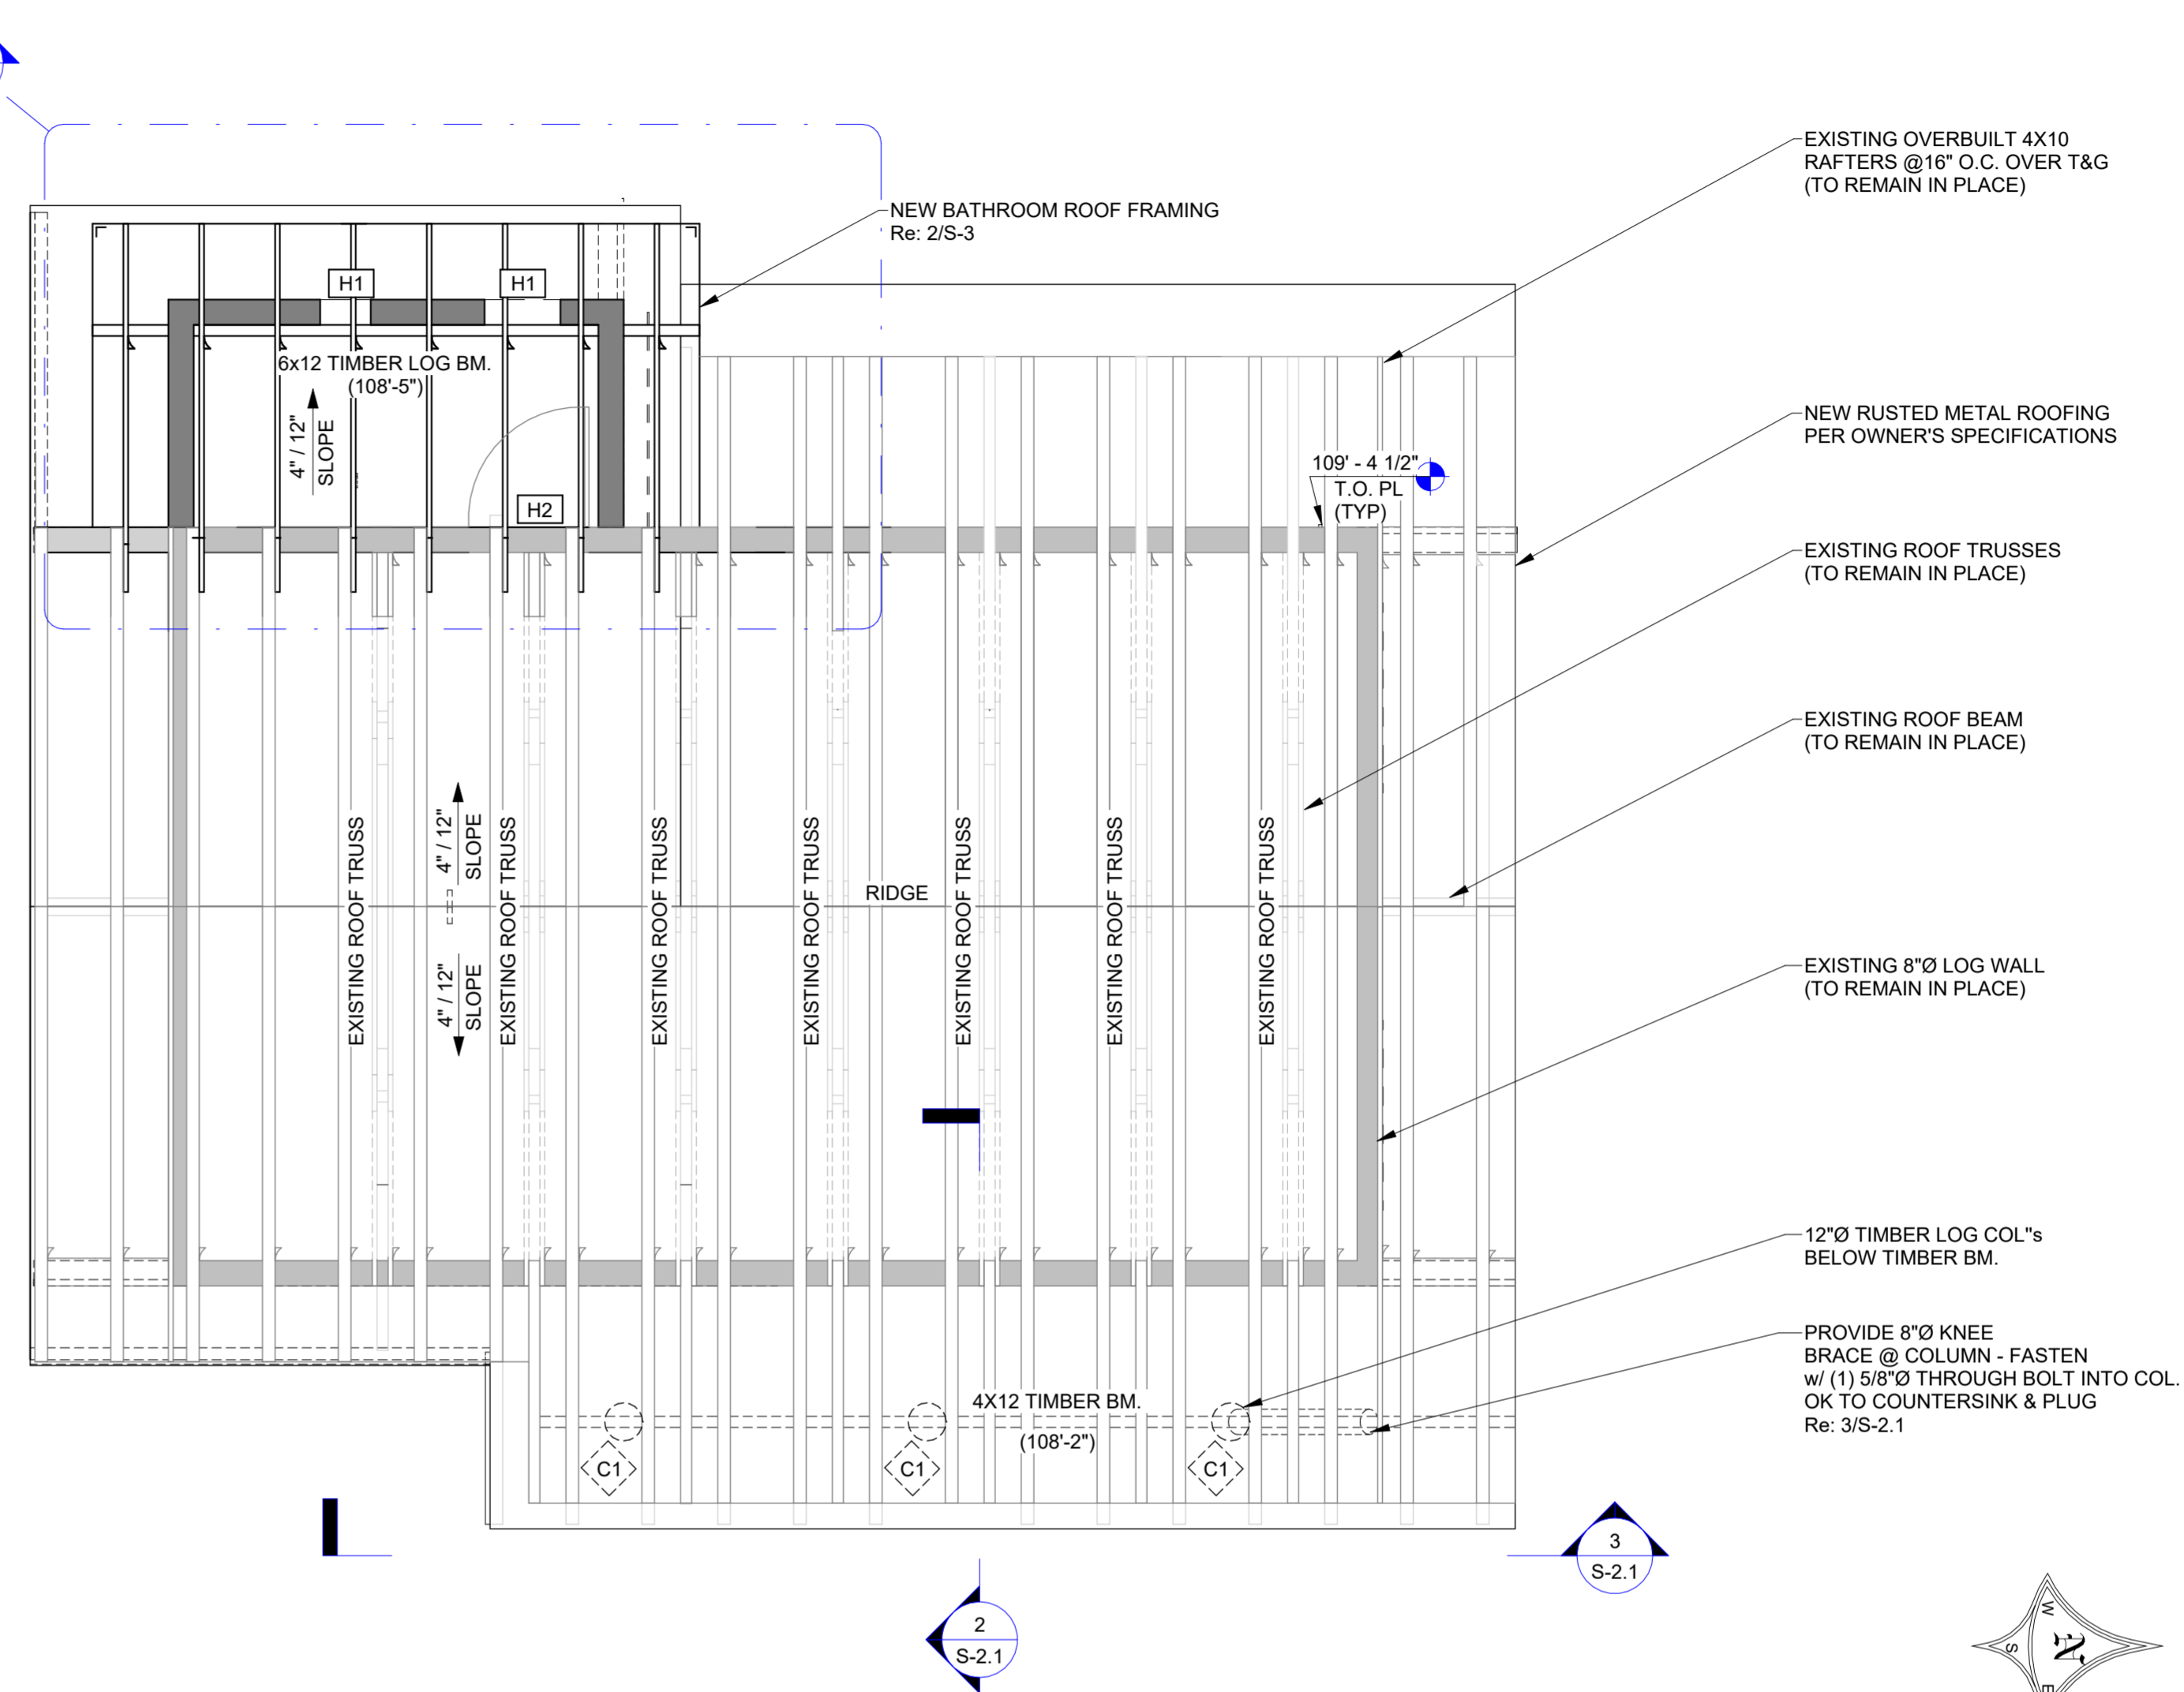 EXISTING OVERBUILT 4X10
RAFTERS @16" O.C. OVER T&G
(TO REMAIN IN PLACE)
NEW BATHROOM ROOF FRAMING
Re: 2/S-3
H1
H1
6x12 TIMBER LOG BM.
(108'-5")
4" / 12"
SLOPE
H2
NEW RUSTED METAL ROOFING
PER OWNER'S SPECIFICATIONS
109' - 4 1/2"
T.O. PL
(TYP)
EXISTING ROOF TRUSSES
(TO REMAIN IN PLACE)
EXISTING ROOF BEAM
(TO REMAIN IN PLACE)
4" / 12"
SLOPE
4" / 12"
SLOPE
EXISTING ROOF TRUSS
EXISTING ROOF TRUSS
EXISTING ROOF TRUSS
EXISTING ROOF TRUSS
EXISTING ROOF TRUSS
EXISTING ROOF TRUSS
EXISTING ROOF TRUSS
RIDGE
EXISTING 8"Ø LOG WALL
(TO REMAIN IN PLACE)
12"Ø TIMBER LOG COL"s
BELOW TIMBER BM.
PROVIDE 8"Ø KNEE
BRACE @ COLUMN - FASTEN
w/ (1) 5/8"Ø THROUGH BOLT INTO COL.
OK TO COUNTERSINK & PLUG
Re: 3/S-2.1
4X12 TIMBER BM.
(108'-2")
C1
C1
C1
3
S-2.1
2
S-2.1
W
S
N
E